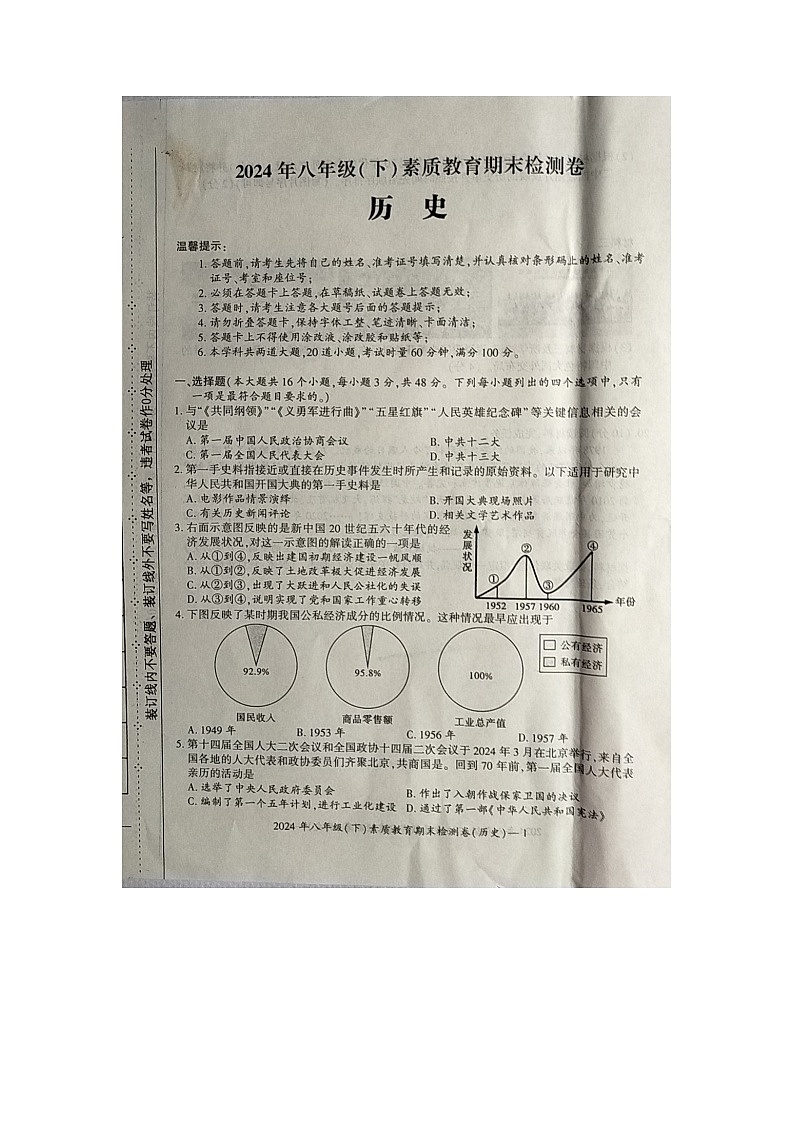 2024年八年级(下)素质教育期末检测卷
历 史
温馨提示:
1. 答题前,请考生先将自己的姓名、准考证号填写清楚,并认真核对条形码上的姓名、准考
证号、考室和座位号;
2. 必须在答题卡上答题,在草稿纸、试题卷上答题无效;
3. 答题时,请考生注意各大题号后面的答题提示;
4. 请勿折叠答题卡,保持字体工整、笔迹清晰、卡面清洁;
5. 答题卡上不得使用涂改液、涂改胶和贴纸等;
6. 本学科共两道大题,20道小题,考试时量60分钟,满分100分。
一、选择题(本大题共16个小题,每小题3分,共48分。下列每小题列出的四个选项中,只有
一项是最符合题目要求的。)
1. 与“《共同纲领》”“《义勇军进行曲》”“五星红旗”“人民英雄纪念碑”等关键信息相关的会
议是
A. 第一届中国人民政治协商会议 B. 中共十二大
C. 第一届全国人民代表大会 D. 中共十三大
2. 第一手史料指接近或直接在历史事件发生时所产生和记录的原始资料。以下适用于研究中
华人民共和国开国大典的第一手史料是
A. 电影作品情景演绎 B. 开国大典现场照片
C. 有关历史新闻评论 D. 相关文学艺术作品
3. 右面示意图反映的是新中国20世纪五六十年代的经
济发展状况,对这一示意图的解读正确的一项是
A. 从①到④,反映出建国初期经济建设一帆风顺
B. 从①到②,反映了土地改革极大促进经济发展
C. 从②到③,出现了大跃进和人民公社化的失误
D. 从③到④,说明实现了党和国家工作重心转移
发展状况
① ② ③ ④
1952 1957 1960 1965 年份
4. 下图反映了某时期我国公私经济成分的比例情况。这种情况最早应出现于
92.9% 95.8% 100%
公有经济
私有经济
国民收入 商品零售额 工业总产值
A. 1949年 B. 1953年 C. 1956年 D. 1957年
5. 第十四届全国人大二次会议和全国政协十四届二次会议于2024年3月在北京举行,来自全
国各地的人大代表和政协委员们齐聚北京,共商国是。回到70年前,第一届全国人大代表
亲历的活动是
A. 选举了中央人民政府委员会 B. 作出了入朝作战保家卫国的决议
C. 编制了第一个五年计划,进行工业化建设 D. 通过了第一部《中华人民共和国宪法》
2024年八年级(下)素质教育期末检测卷(历史)—1
装订线内不要答题、装订线外不要写姓名等,违者试卷作0分处理